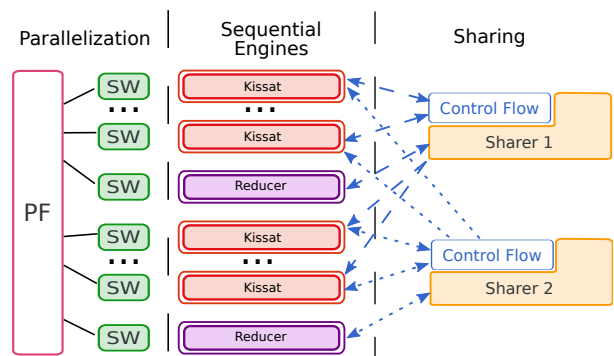 Parallelization
Sequential
Engines
Sharing
PF
SW
...
SW
SW
SW
...
SW
SW
Kissat
...
Kissat
Reducer
Kissat
...
Kissat
Reducer
Control Flow
Sharer 1
Control Flow
Sharer 2